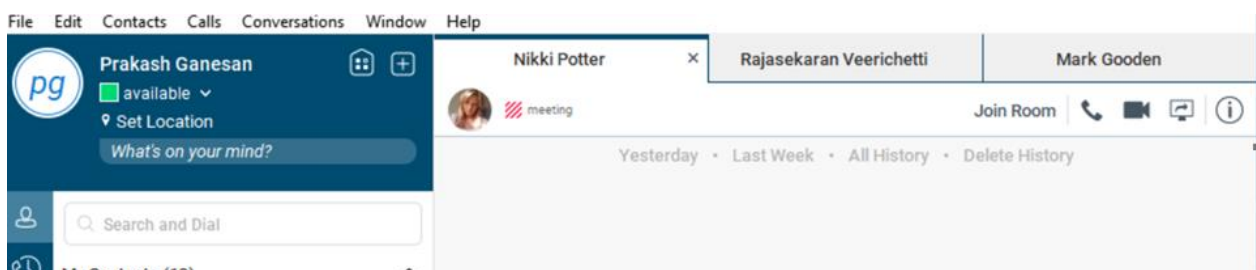 File Edit Contacts Calls Conversations Window Help
pg
Prakash Ganesan
available
Set Location
What's on your mind?
Search and Dial
Nikki Potter × Rajasekaran Veerichetti Mark Gooden
meeting Join Room
Yesterday • Last Week • All History • Delete History